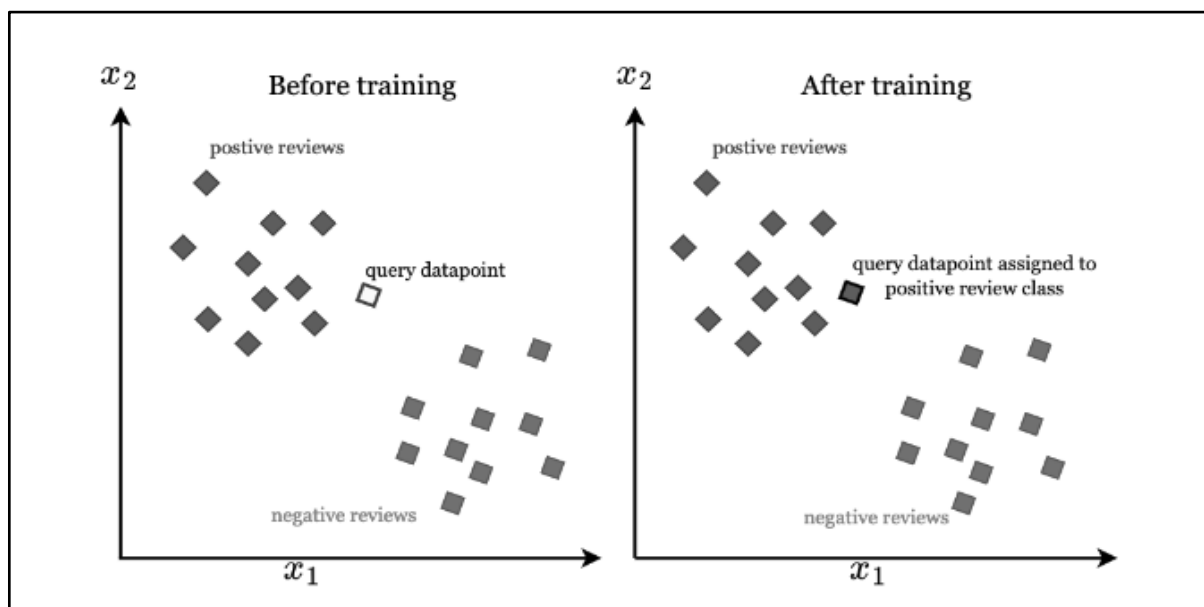 x2
Before training
postive reviews
query datapoint
negative reviews
x1
x2
After training
postive reviews
query datapoint assigned to
positive review class
negative reviews
x1